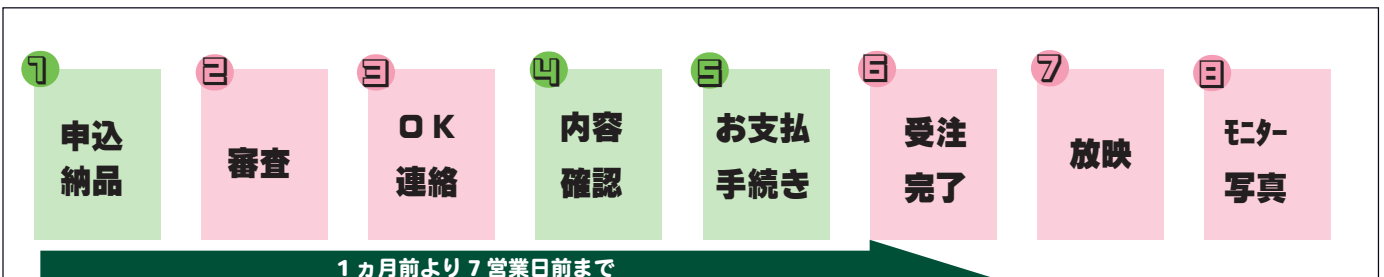 1
申込
納品
2
審査
3
OK
連絡
4
内容
確認
5
お支払
手続き
6
受注
完了
7
放映
8
モニター
写真
1ヵ月前より7営業日前まで